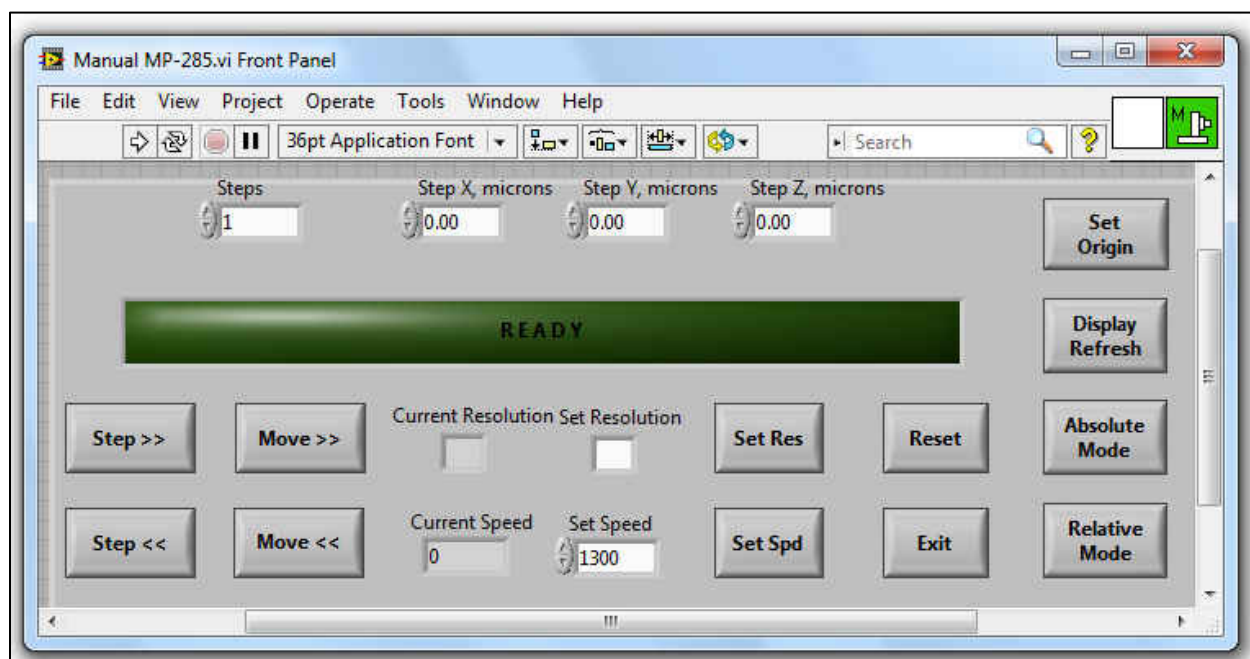 Manual MP-285.vi Front Panel
File Edit View Project Operate Tools Window Help
36pt Application Font
Search
M
Steps
Step X, microns
Step Y, microns
Step Z, microns
1
0.00
0.00
0.00
Set
Origin
READY
Display
Refresh
Step >>
Move >>
Current Resolution
Set Resolution
Set Res
Reset
Absolute
Mode
Step <<
Move <<
Current Speed
0
Set Speed
1300
Set Spd
Exit
Relative
Mode